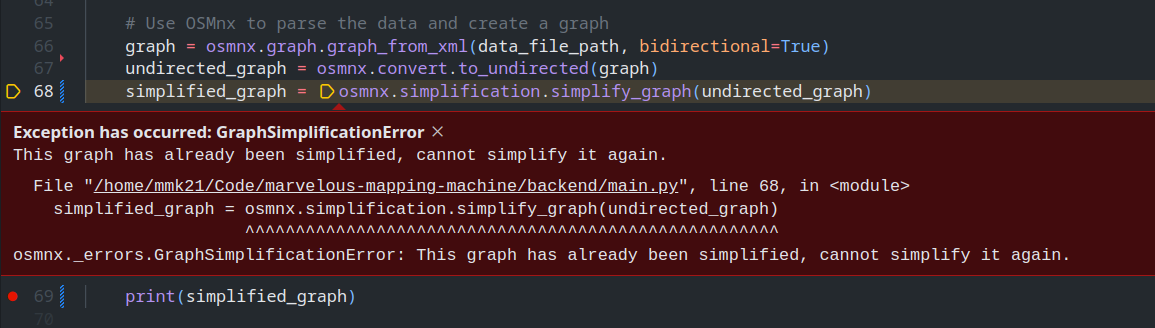 64
65 # Use OSMnx to parse the data and create a graph
66 graph = osmnx.graph.graph_from_xml(data_file_path, bidirectional=True)
67 undirected_graph = osmnx.convert.to_undirected(graph)
68 simplified_graph = osmnx.simplification.simplify_graph(undirected_graph)
Exception has occurred: GraphSimplificationError ×
This graph has already been simplified, cannot simplify it again.
File "/home/mmk21/Code/marvelous-mapping-machine/backend/main.py", line 68, in <module>
simplified_graph = osmnx.simplification.simplify_graph(undirected_graph)
^^^^^^^^^^^^^^^^^^^^^^^^^^^^^^^^^^^^^^^^^^^^^^^^^^^^^
osmnx._errors.GraphSimplificationError: This graph has already been simplified, cannot simplify it again.
69 print(simplified_graph)
70